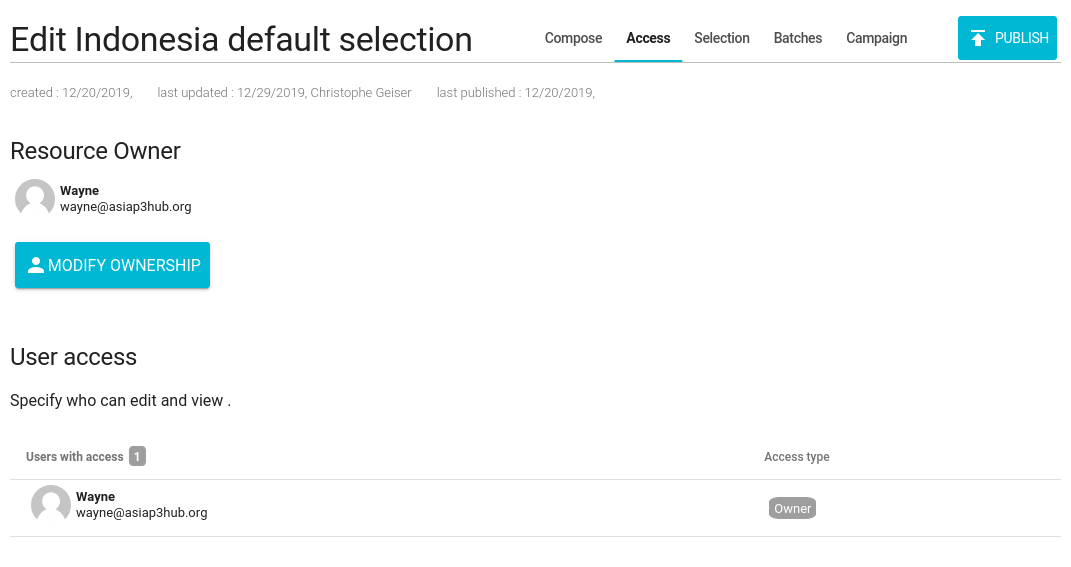 Edit Indonesia default selection
Compose Access Selection Batches Campaign PUBLISH
created : 12/20/2019, last updated : 12/29/2019, Christophe Geiser last published : 12/20/2019,
Resource Owner
Wayne
wayne@asiap3hub.org
MODIFY OWNERSHIP
User access
Specify who can edit and view .
Users with access 1 Access type
Wayne
wayne@asiap3hub.org
Owner